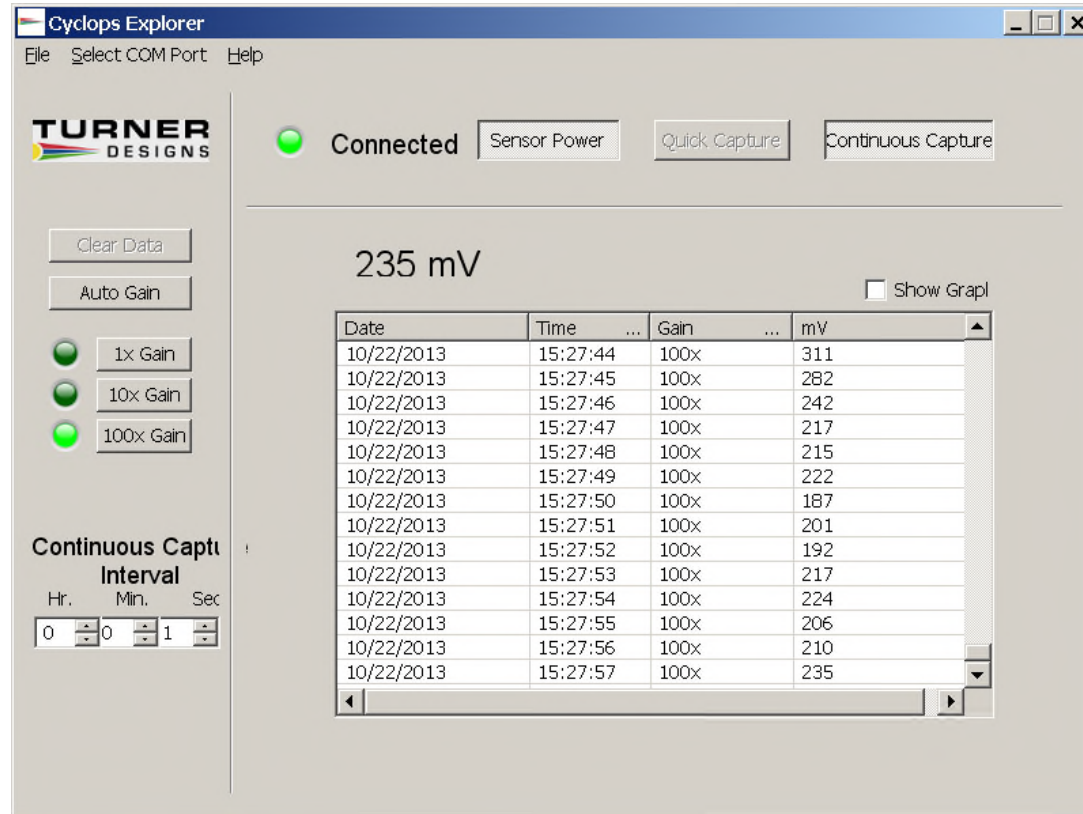 Cyclops Explorer
File Select COM Port Help
TURNER
DESIGNS
Connected Sensor Power Quick Capture Continuous Capture
Clear Data
Auto Gain
1x Gain
10x Gain
100x Gain
Continuous Captu
Interval
Hr. Min. Sec
0 0 1
235 mV
Show Grapl
Date Time ... Gain ... mV
10/22/2013 15:27:44 100x 311
10/22/2013 15:27:45 100x 282
10/22/2013 15:27:46 100x 242
10/22/2013 15:27:47 100x 217
10/22/2013 15:27:48 100x 215
10/22/2013 15:27:49 100x 222
10/22/2013 15:27:50 100x 187
10/22/2013 15:27:51 100x 201
10/22/2013 15:27:52 100x 192
10/22/2013 15:27:53 100x 217
10/22/2013 15:27:54 100x 224
10/22/2013 15:27:55 100x 206
10/22/2013 15:27:56 100x 210
10/22/2013 15:27:57 100x 235